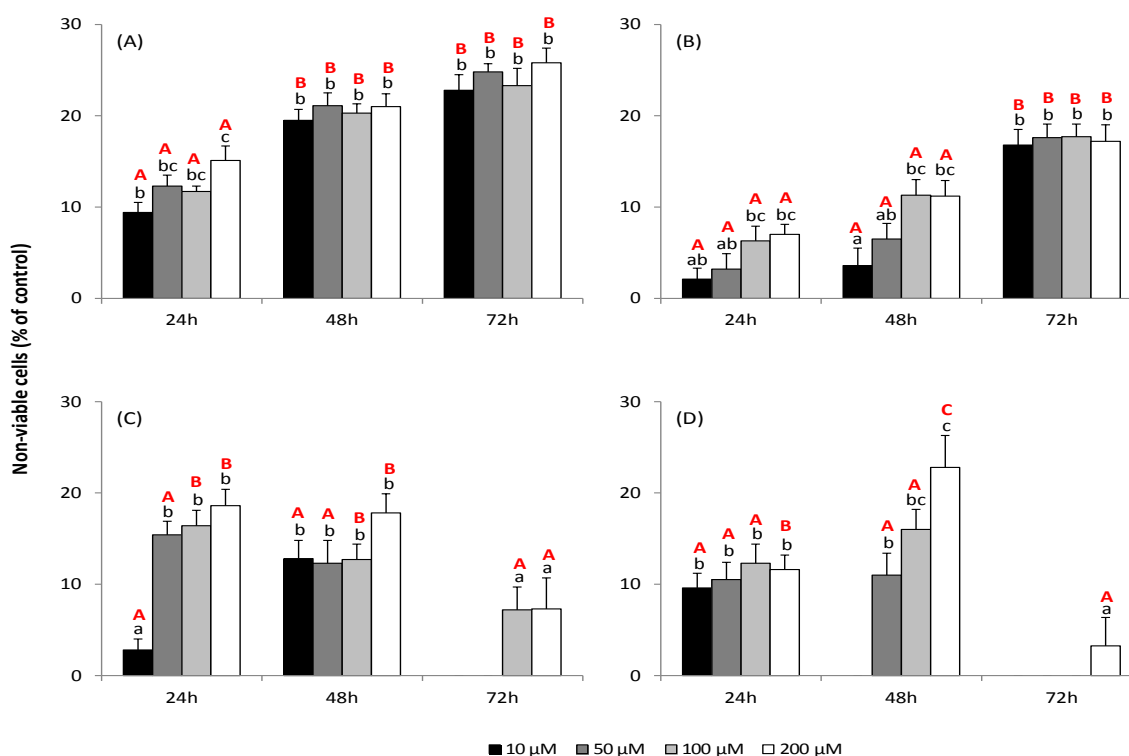 Non-viable cells (% of control)
(A)
30
20
10
0
A A A A
b bc bc c
B B B B
b b b b
B B B B
b b b b
24h 48h 72h
(B)
30
20
10
0
A A A A
ab ab bc bc
A A A A
a ab bc bc
B B B B
b b b b
24h 48h 72h
(C)
30
20
10
0
A A B B
a b b b
A A B B
b b b b
A A
a a
24h 48h 72h
(D)
30
20
10
0
A A A B
b b b b
A A C
b bc c
A
a
24h 48h 72h
10 μM 50 μM 100 μM 200 μM